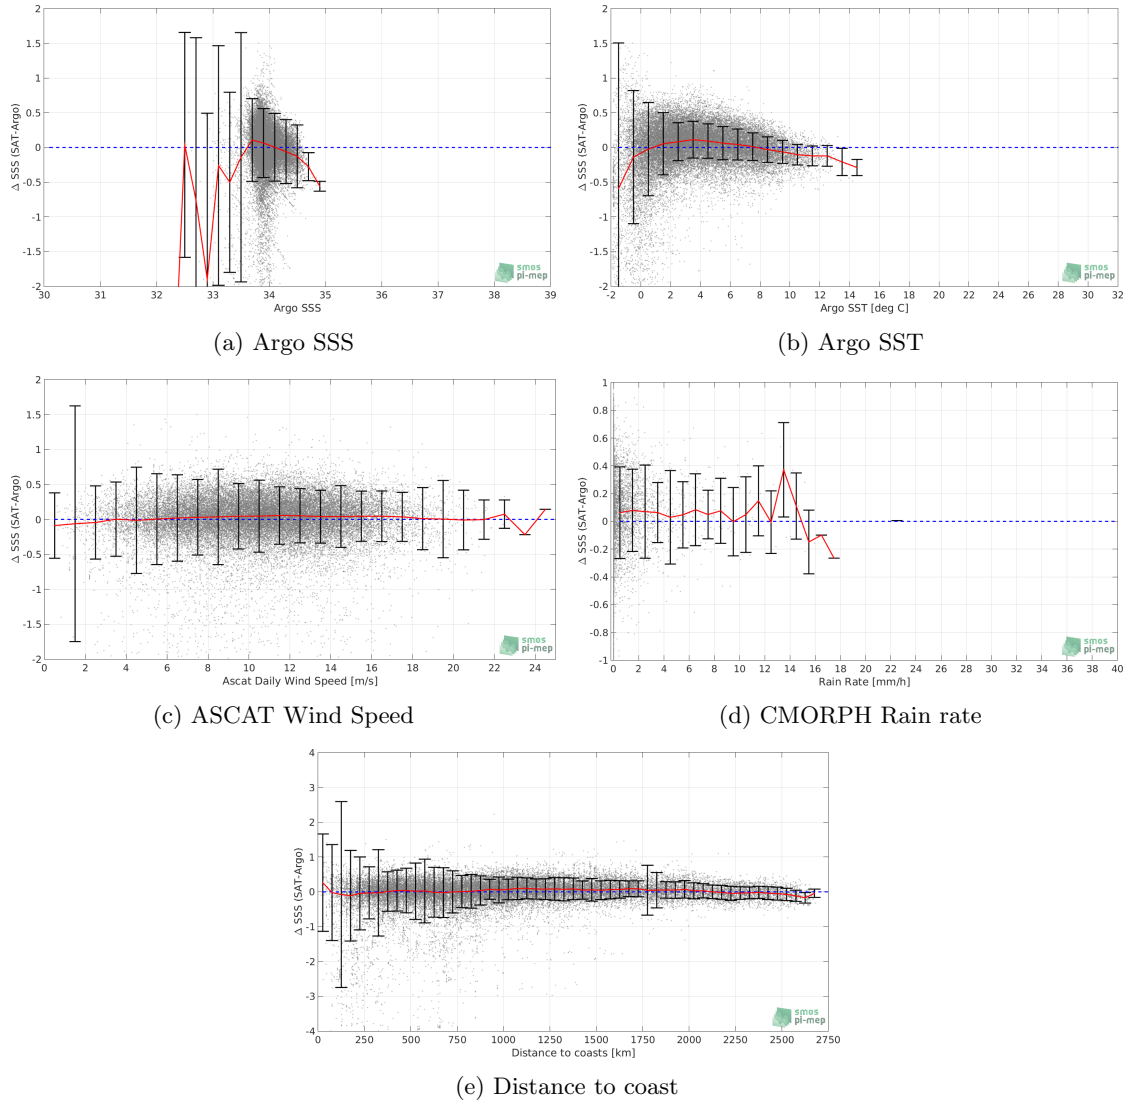 2
1.5
1
0.5
0
-0.5
-1
-1.5
-2
Δ SSS (SAT-Argo)
30 31 32 33 34 35 36 37 38 39
Argo SSS
smos
pi-mep
(a) Argo SSS
2
1.5
1
0.5
0
-0.5
-1
-1.5
-2
Δ SSS (SAT-Argo)
-2 0 2 4 6 8 10 12 14 16 18 20 22 24 26 28 30 32
Argo SST [deg C]
smos
pi-mep
(b) Argo SST
2
1.5
1
0.5
0
-0.5
-1
-1.5
-2
Δ SSS (SAT-Argo)
0 2 4 6 8 10 12 14 16 18 20 22 24
Ascat Daily Wind Speed [m/s]
smos
pi-mep
(c) ASCAT Wind Speed
1
0.8
0.6
0.4
0.2
0
-0.2
-0.4
-0.6
-0.8
-1
Δ SSS (SAT-Argo)
0 2 4 6 8 10 12 14 16 18 20 22 24 26 28 30 32 34 36 38 40
Rain Rate [mm/h]
smos
pi-mep
(d) CMORPH Rain rate
4
3
2
1
0
-1
-2
-3
-4
Δ SSS (SAT-Argo)
0 250 500 750 1000 1250 1500 1750 2000 2250 2500 2750
Distance to coasts [km]
smos
pi-mep
(e) Distance to coast